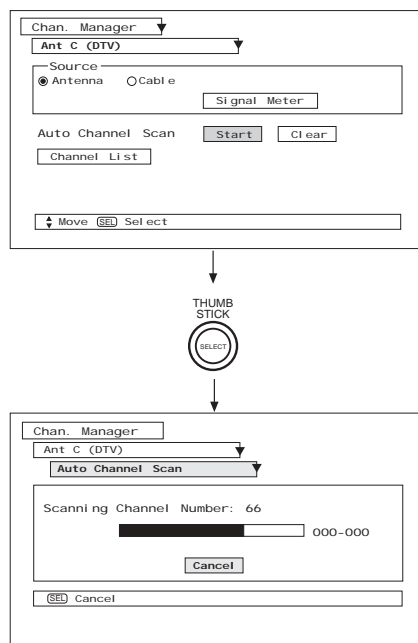 Chan. Manager
Ant C (DTV)
Source
Antenna Cable
Signal Meter
Auto Channel Scan Start Clear
Channel List
Move SEL Select
THUMB
STICK
SELECT
Chan. Manager
Ant C (DTV)
Auto Channel Scan
Scanning Channel Number: 66
000-000
Cancel
SEL Cancel